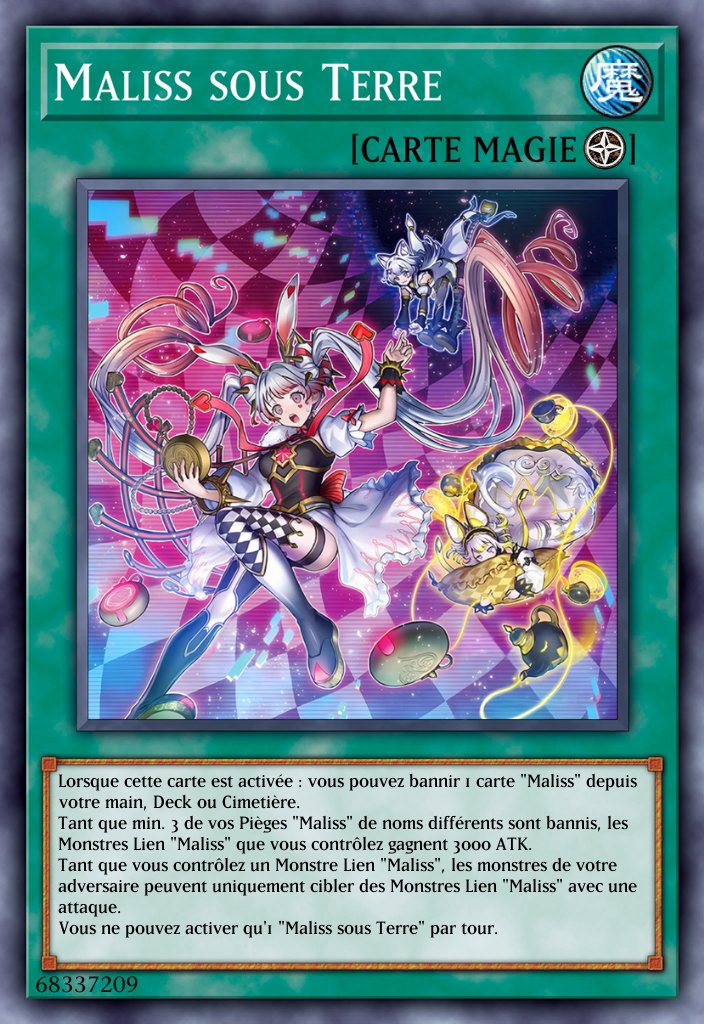 Maliss sous Terre
魔
[CARTE MAGIE]
Lorsque cette carte est activée : vous pouvez bannir 1 carte "Maliss" depuis
votre main, Deck ou Cimetière.
Tant que min. 3 de vos Pièges "Maliss" de noms différents sont bannis, les
Monstres Lien "Maliss" que vous contrôlez gagnent 3000 ATK.
Tant que vous contrôlez un Monstre Lien "Maliss", les monstres de votre
adversaire peuvent uniquement cibler des Monstres Lien "Maliss" avec une
attaque.
Vous ne pouvez activer qu'1 "Maliss sous Terre" par tour.
68337209